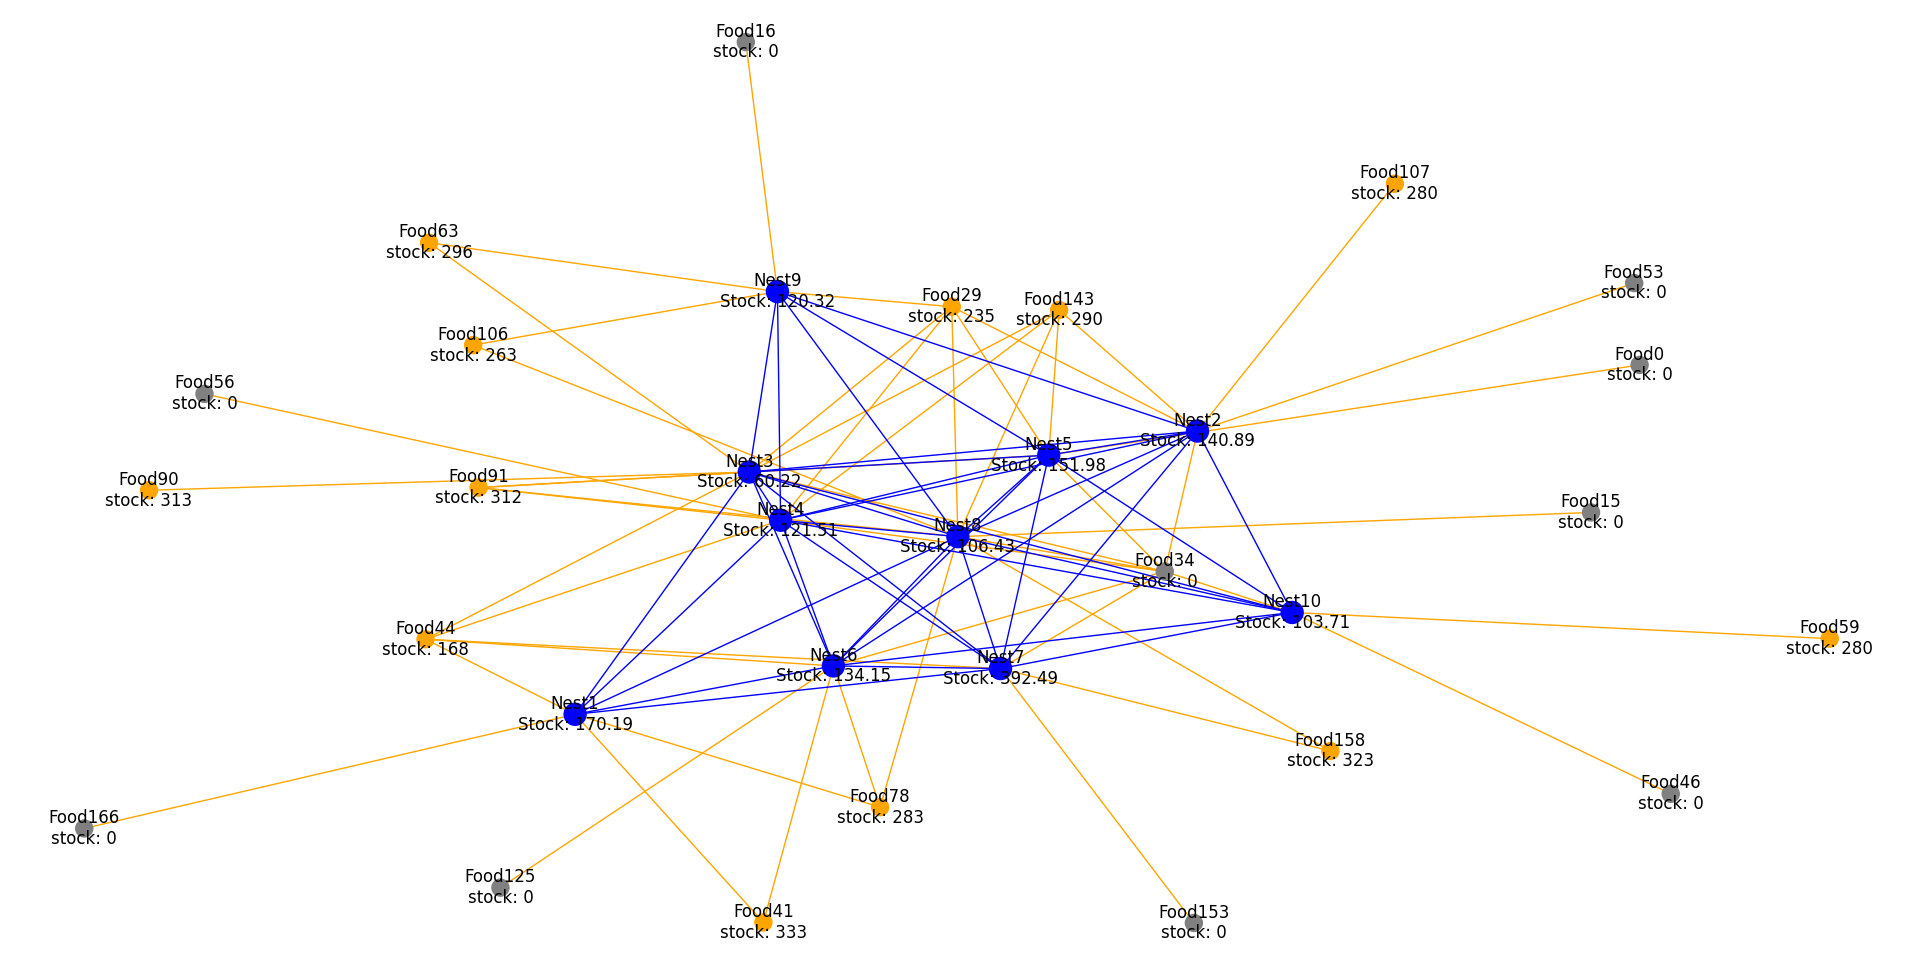 Food16
stock: 0
Food107
stock: 280
Food63
stock: 296
Food53
stock: 0
Nest9
Stock: 120.32
Food29
stock: 235
Food143
stock: 290
Food106
stock: 263
Food0
stock: 0
Food56
stock: 0
Nest2
Stock: 140.89
Nest5
Stock: 151.98
Nest3
Stock: 60.22
Food90
stock: 313
Food91
stock: 312
Nest4
Stock: 121.51
Food15
stock: 0
Nest8
Stock: 106.43
Food34
stock: 0
Nest10
Stock: 103.71
Food44
stock: 168
Food59
stock: 280
Nest6
Stock: 134.15
Nest7
Stock: 392.49
Nest1
Stock: 170.19
Food158
stock: 323
Food46
stock: 0
Food78
stock: 283
Food166
stock: 0
Food125
stock: 0
Food41
stock: 333
Food153
stock: 0